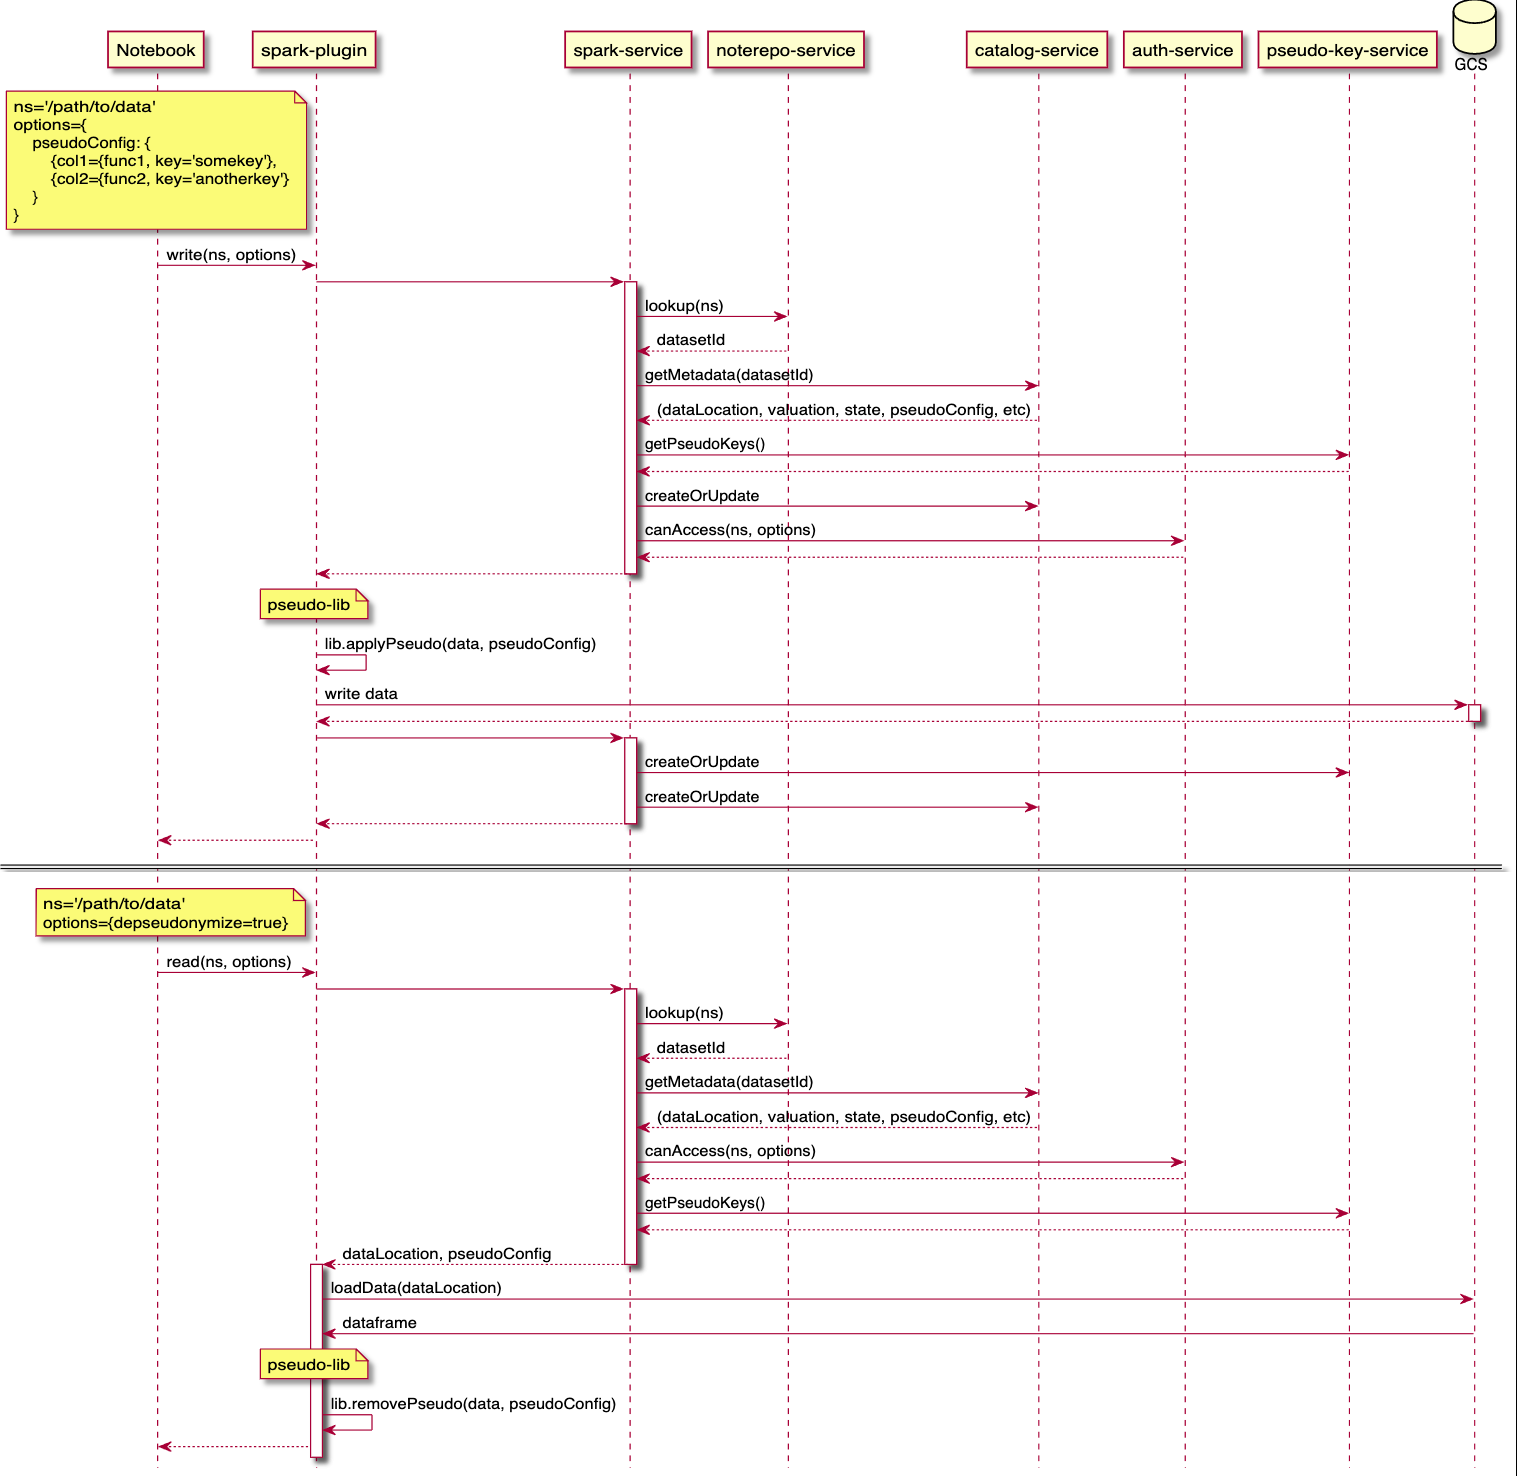 Notebook
spark-plugin
spark-service
noterepo-service
catalog-service
auth-service
pseudo-key-service
GCS
ns='/path/to/data'
options={
pseudoConfig: {
{col1={func1, key='somekey'},
{col2={func2, key='anotherkey'}
}
}
write(ns, options)
lookup(ns)
datasetId
getMetadata(datasetId)
(dataLocation, valuation, state, pseudoConfig, etc)
getPseudoKeys()
createOrUpdate
canAccess(ns, options)
pseudo-lib
lib.applyPseudo(data, pseudoConfig)
write data
createOrUpdate
createOrUpdate
ns='/path/to/data'
options={depseudonymize=true}
read(ns, options)
lookup(ns)
datasetId
getMetadata(datasetId)
(dataLocation, valuation, state, pseudoConfig, etc)
canAccess(ns, options)
getPseudoKeys()
dataLocation, pseudoConfig
loadData(dataLocation)
dataframe
pseudo-lib
lib.removePseudo(data, pseudoConfig)